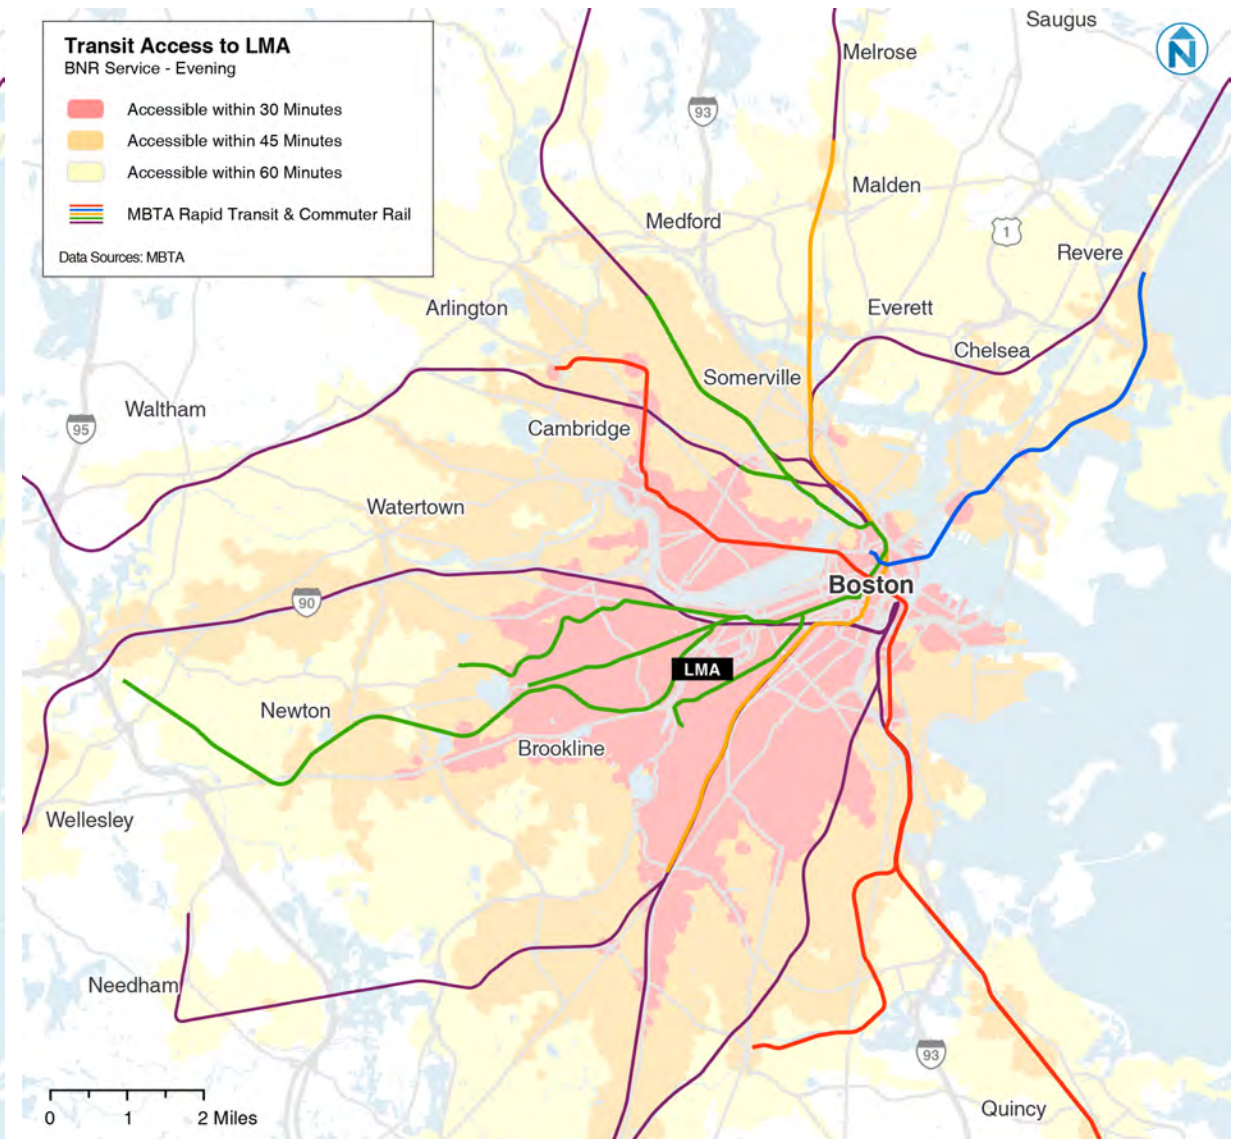 Transit Access to LMA
BNR Service - Evening
Accessible within 30 Minutes
Accessible within 45 Minutes
Accessible within 60 Minutes
MBTA Rapid Transit & Commuter Rail
Data Sources: MBTA
Saugus
N
Melrose
93
Malden
Medford
1
Revere
Arlington
Everett
Chelsea
Somerville
Waltham
95
Cambridge
Watertown
Boston
90
LMA
Newton
Brookline
Wellesley
Needham
93
0 1 2 Miles
Quincy